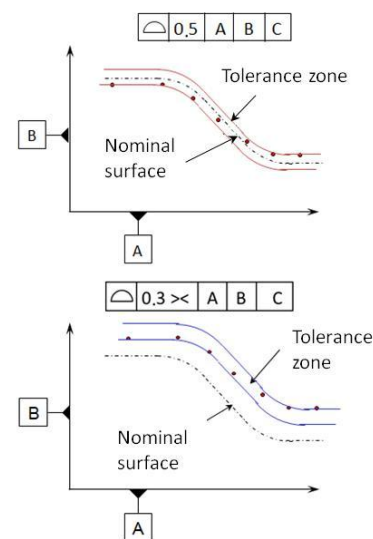 ⌓ 0.5 A B C
Tolerance zone
Nominal
surface
B
A
⌓ 0.3 >< A B C
Tolerance
zone
B
Nominal
surface
A